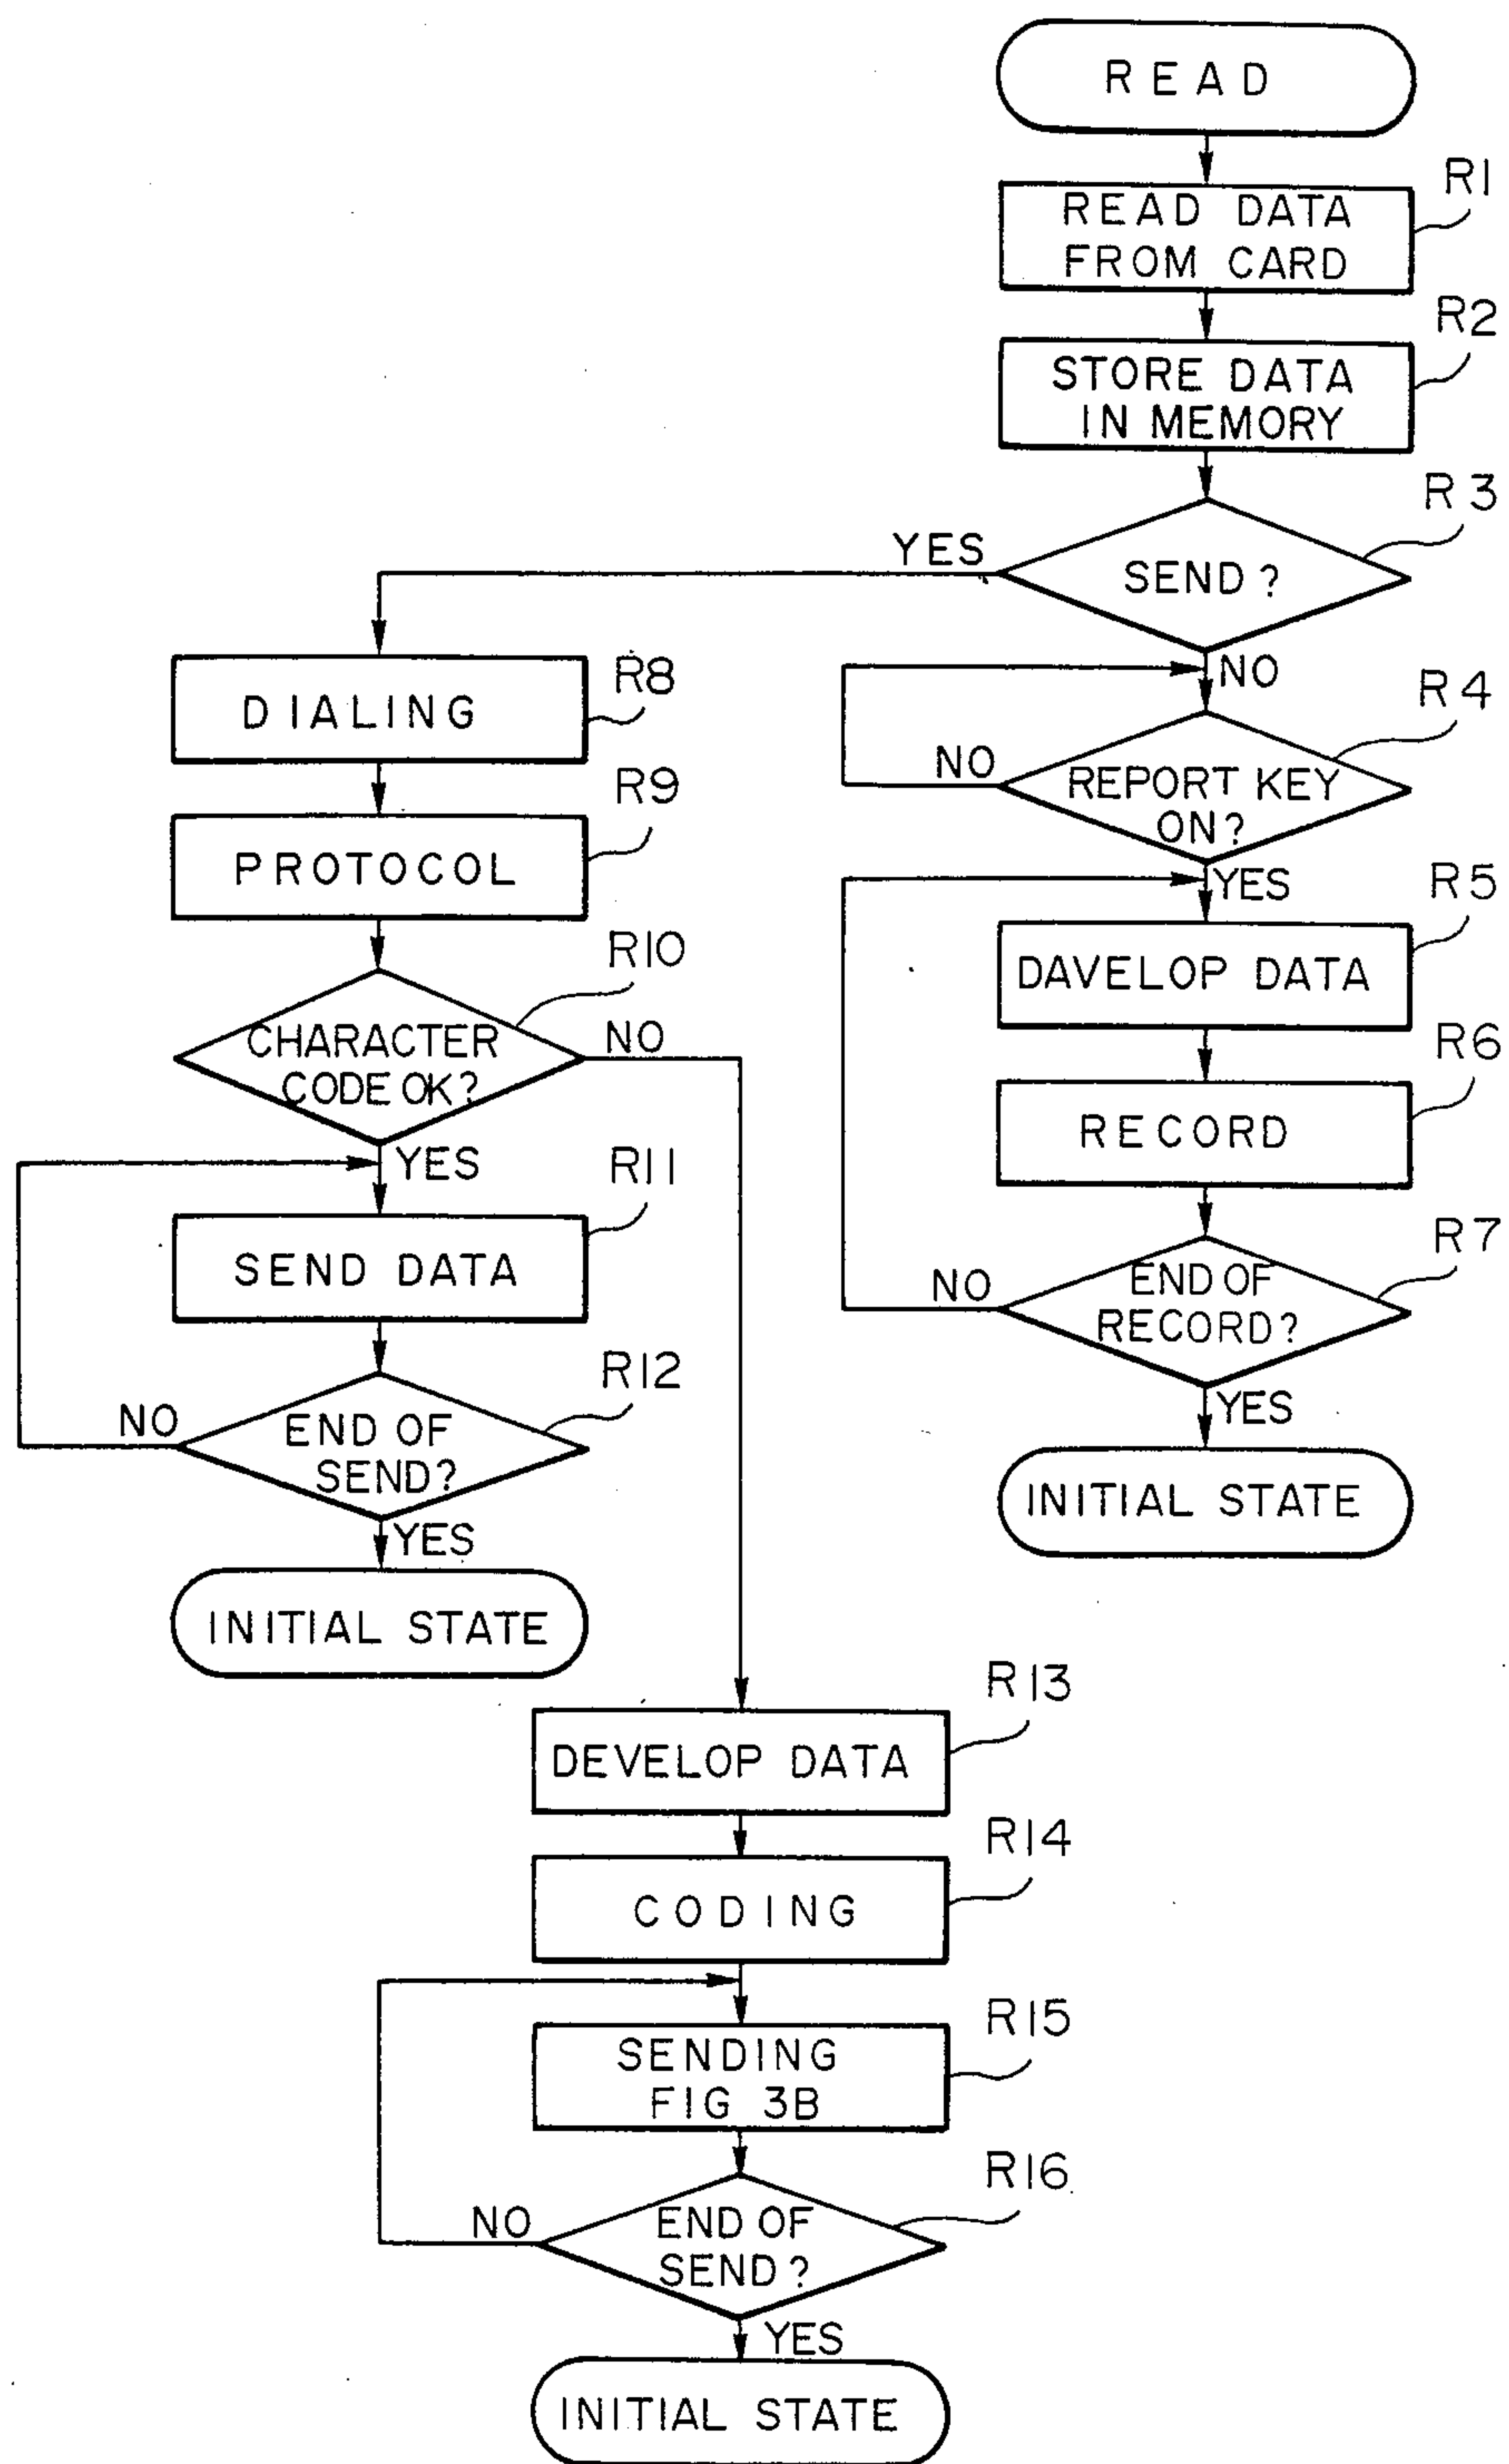 READ
R1
READ DATA
FROM CARD
R2
STORE DATA
IN MEMORY
R3
YES
SEND?
NO
R4
NO
REPORT KEY
ON?
YES
R5
DAVELOP DATA
R6
RECORD
R7
NO
END OF
RECORD?
YES
INITIAL STATE
R8
DIALING
R9
PROTOCOL
R10
CHARACTER
CODE OK?
NO
YES
R11
SEND DATA
R12
NO
END OF
SEND?
YES
INITIAL STATE
R13
DEVELOP DATA
R14
CODING
R15
SENDING
FIG 3B
R16
NO
END OF
SEND?
YES
INITIAL STATE